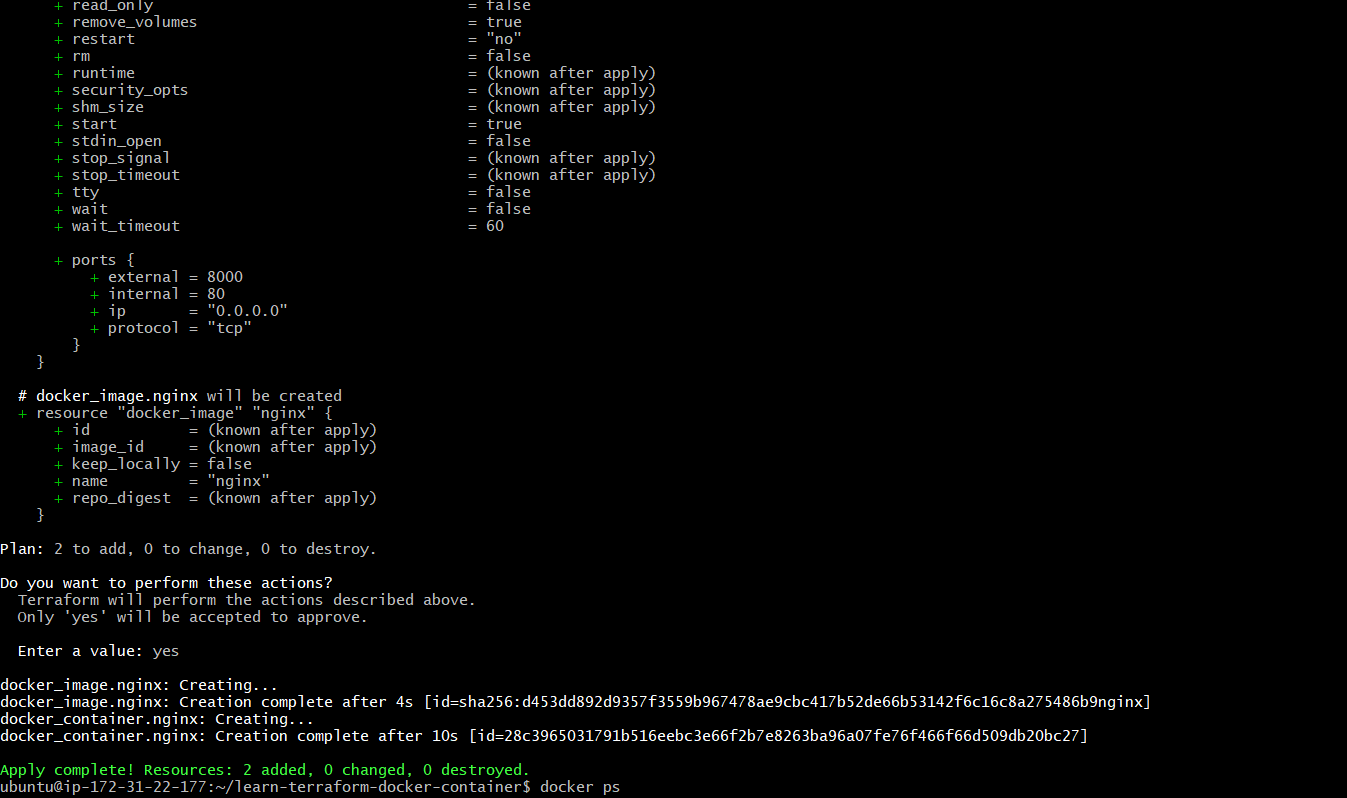 + read_only = false
+ remove_volumes = true
+ restart = "no"
+ rm = false
+ runtime = (known after apply)
+ security_opts = (known after apply)
+ shm_size = (known after apply)
+ start = true
+ stdin_open = false
+ stop_signal = (known after apply)
+ stop_timeout = (known after apply)
+ tty = false
+ wait = false
+ wait_timeout = 60
+ ports {
+ external = 8000
+ internal = 80
+ ip = "0.0.0.0"
+ protocol = "tcp"
}
}
# docker_image.nginx will be created
+ resource "docker_image" "nginx" {
+ id = (known after apply)
+ image_id = (known after apply)
+ keep_locally = false
+ name = "nginx"
+ repo_digest = (known after apply)
}
Plan: 2 to add, 0 to change, 0 to destroy.
Do you want to perform these actions?
Terraform will perform the actions described above.
Only 'yes' will be accepted to approve.
Enter a value: yes
docker_image.nginx: Creating...
docker_image.nginx: Creation complete after 4s [id=sha256:d453dd892d9357f3559b967478ae9cbc417b52de66b53142f6c16c8a275486b9nginx]
docker_container.nginx: Creating...
docker_container.nginx: Creation complete after 10s [id=28c3965031791b516eebc3e66f2b7e8263ba96a07fe76f466f66d509db20bc27]
Apply complete! Resources: 2 added, 0 changed, 0 destroyed.
ubuntu@ip-172-31-22-177:~/learn-terraform-docker-container$ docker ps